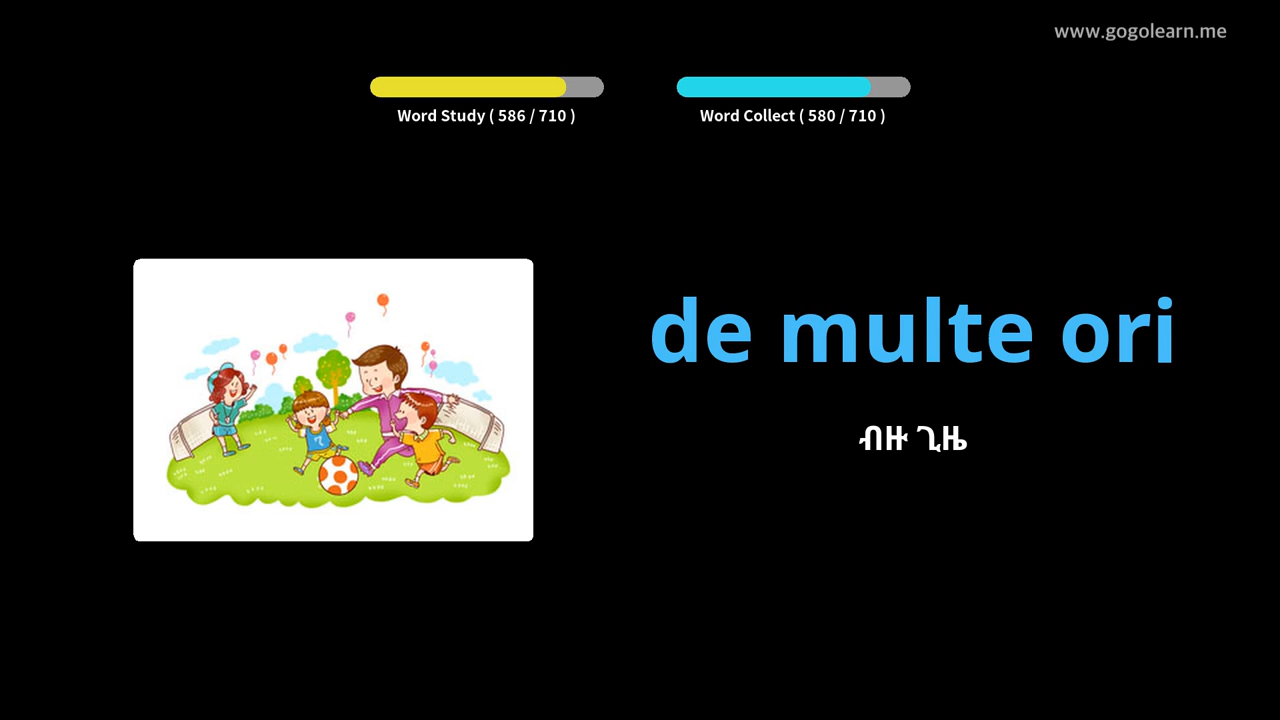 www.gogolearn.me
Word Study ( 586 / 710 )
Word Collect ( 580 / 710 )
de multe ori
ብዙ ጊዜ